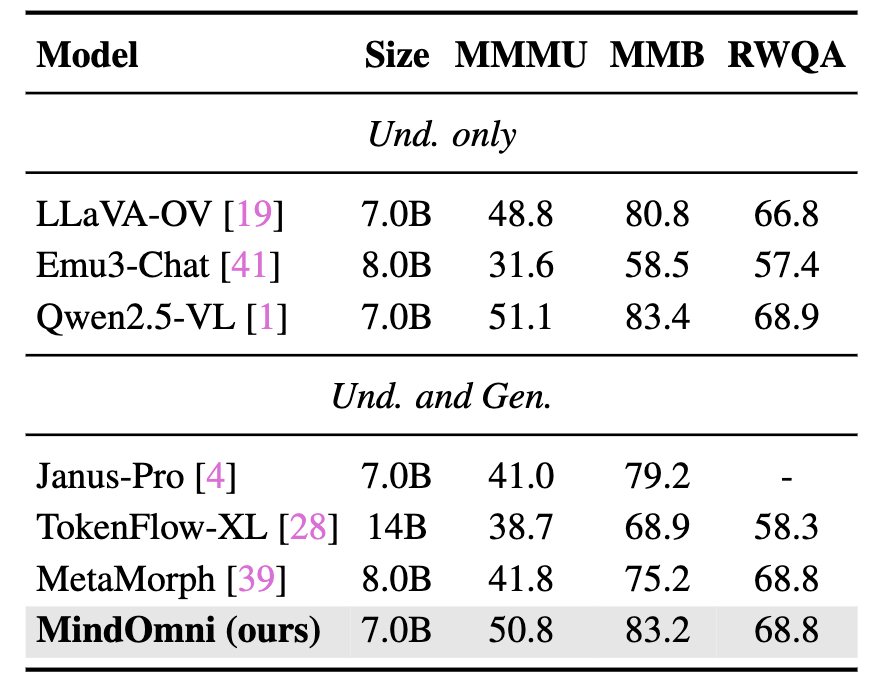 Model Size MMMU MMB RWQA
Und. only
LLaVA-OV [19] 7.0B 48.8 80.8 66.8
Emu3-Chat [41] 8.0B 31.6 58.5 57.4
Qwen2.5-VL [1] 7.0B 51.1 83.4 68.9
Und. and Gen.
Janus-Pro [4] 7.0B 41.0 79.2 -
TokenFlow-XL [28] 14B 38.7 68.9 58.3
MetaMorph [39] 8.0B 41.8 75.2 68.8
MindOmni (ours) 7.0B 50.8 83.2 68.8